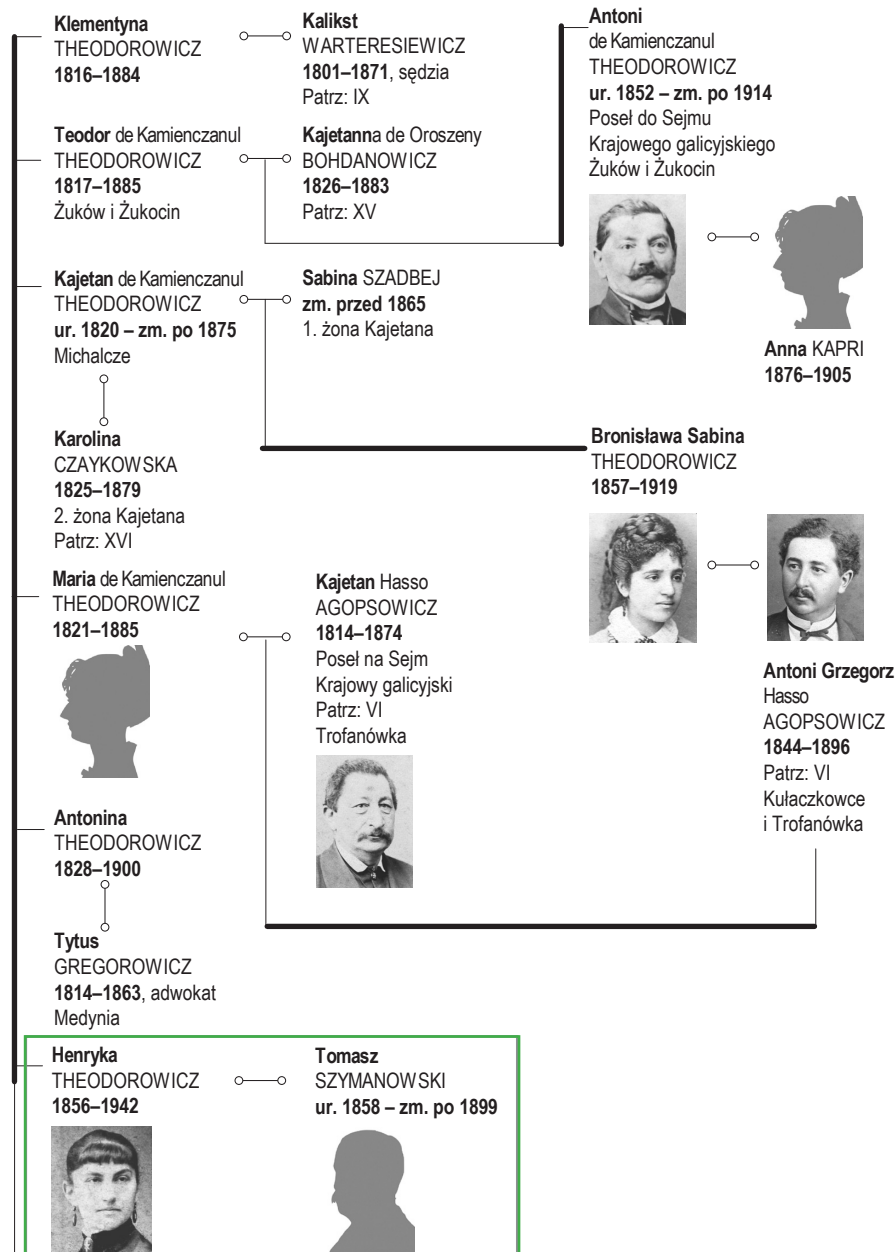 Klementyna
THEODOROWICZ
1816–1884
Kalikst
WARTERESIEWICZ
1801–1871, sędzia
Patrz: IX
Antoni
de Kamienczanul
THEODOROWICZ
ur. 1852 – zm. po 1914
Poseł do Sejmu
Krajowego galicyjskiego
Żuków i Żukocin
Teodor de Kamienczanul
THEODOROWICZ
1817–1885
Żuków i Żukocin
Kajetanna de Oroszeny
BOHDANOWICZ
1826–1883
Patrz: XV
Anna KAPRI
1876–1905
Kajetan de Kamienczanul
THEODOROWICZ
ur. 1820 – zm. po 1875
Michalcze
Sabina SZADBEJ
zm. przed 1865
1. żona Kajetana
Karolina
CZAYKOWSKA
1825–1879
2. żona Kajetana
Patrz: XVI
Bronisława Sabina
THEODOROWICZ
1857–1919
Maria de Kamienczanul
THEODOROWICZ
1821–1885
Kajetan Hasso
AGOPSOWICZ
1814–1874
Poseł na Sejm
Krajowy galicyjski
Patrz: VI
Trofanówka
Antoni Grzegorz
Hasso
AGOPSOWICZ
1844–1896
Patrz: VI
Kułaczkowce
i Trofanówka
Antonina
THEODOROWICZ
1828–1900
Tytus
GREGOROWICZ
1814–1863, adwokat
Medynia
Henryka
THEODOROWICZ
1856–1942
Tomasz
SZYMANOWSKI
ur. 1858 – zm. po 1899